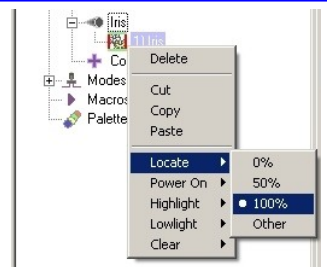 Iris
1) Iris
Co
Modes
Macros
Palette
Delete
Cut
Copy
Paste
Locate
Power On
Highlight
Lowlight
Clear
0%
50%
100%
Other